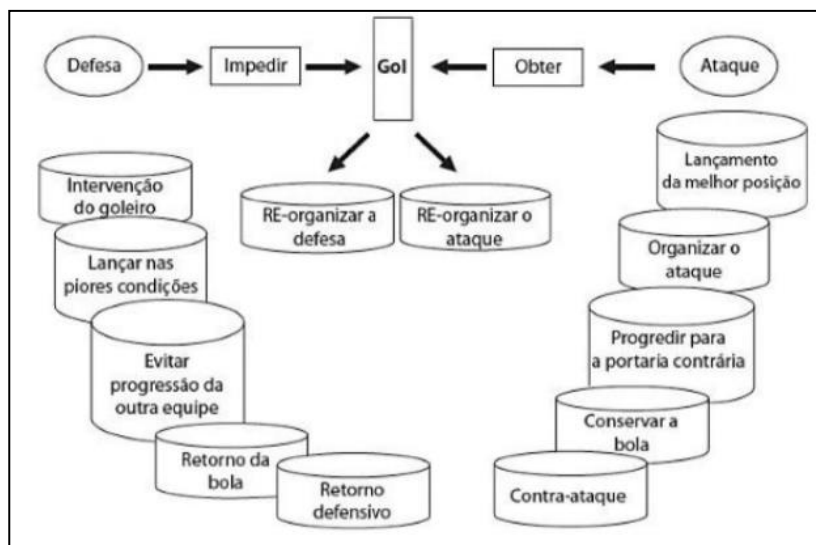 Defesa
Impedir
Gol
Obter
Ataque
Intervenção
do goleiro
Lançar nas
piores condições
Evitar
progressão da
outra equipe
Retorno da
bola
Retorno
defensivo
RE-organizar a
defesa
RE-organizar o
ataque
Lançamento
da melhor posição
Organizar o
ataque
Progredir para
a portaria contrária
Conservar a
bola
Contra-ataque